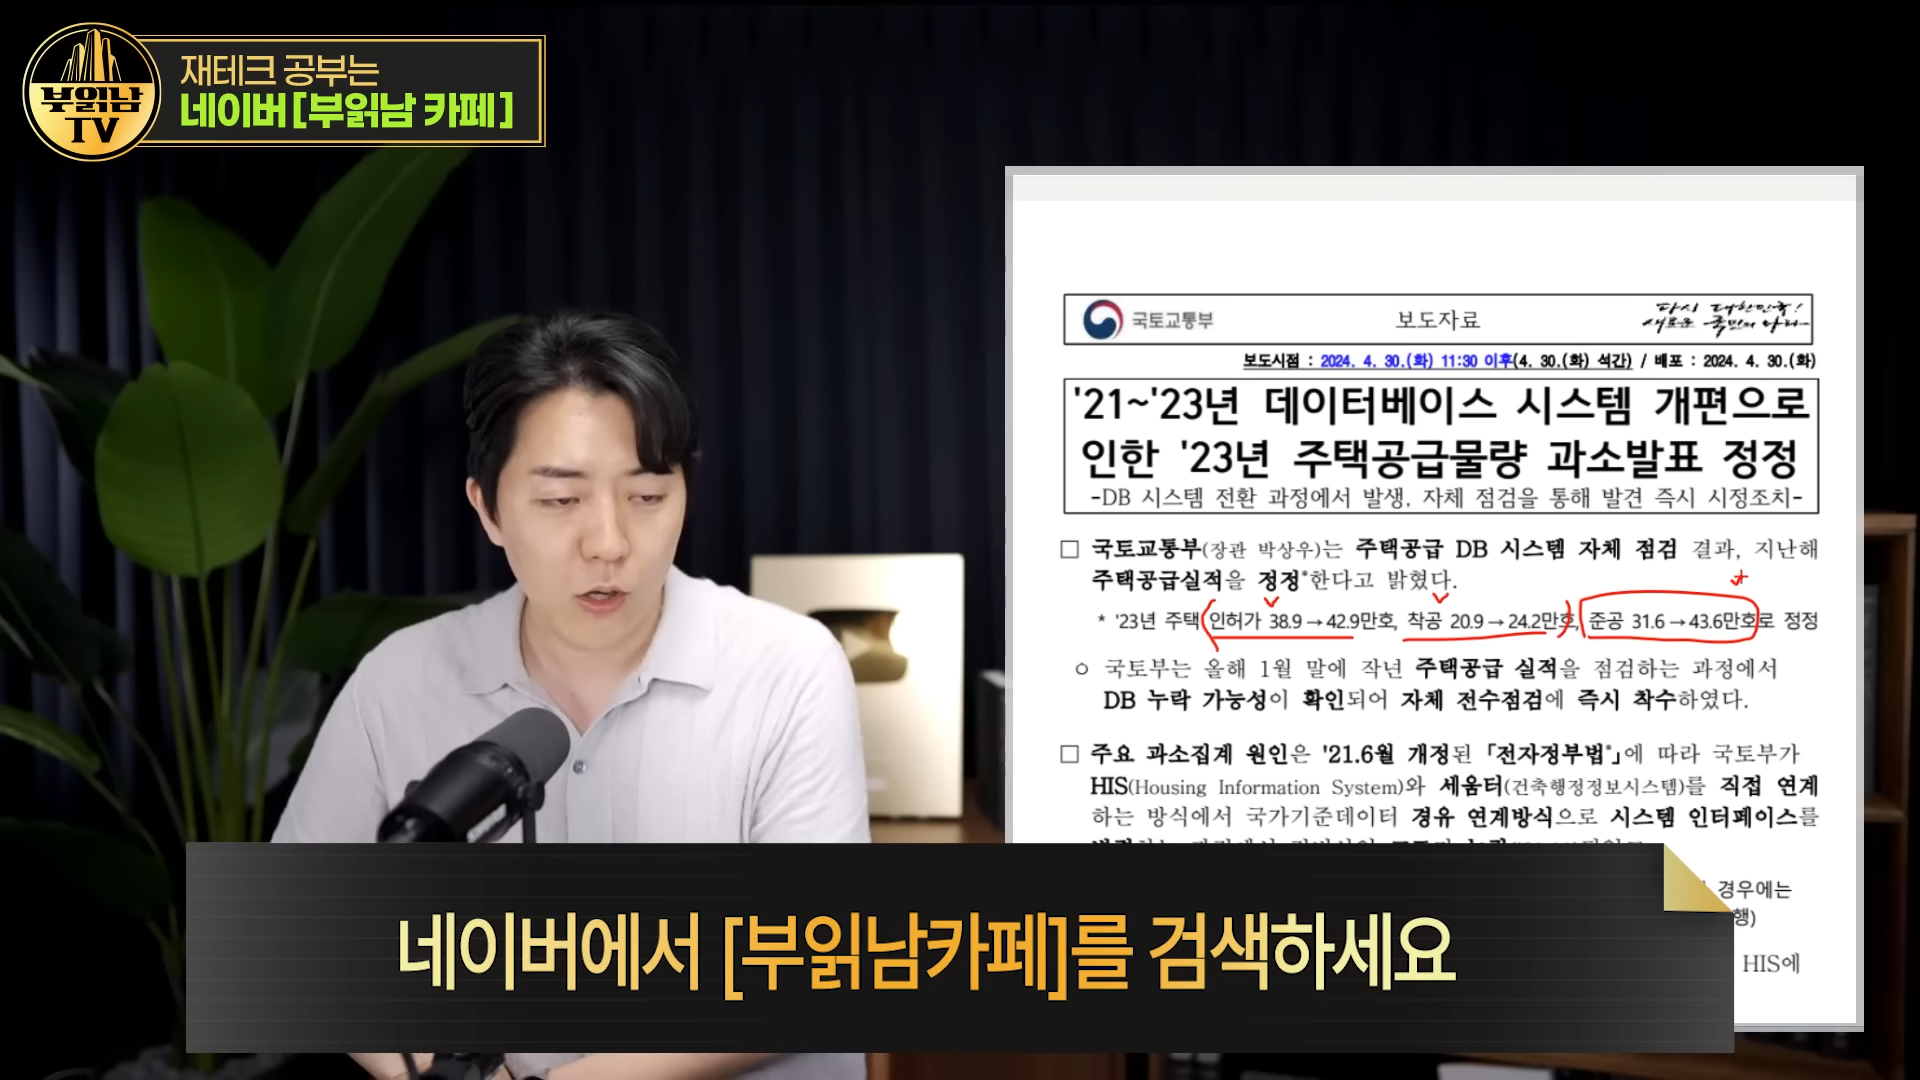 부읽남
TV
재테크 공부는
네이버 [부읽남 카페]
국토교통부
보도자료
다시 대한민국!
새로운 국민의 나라
보도시점 : 2024. 4. 30.(화) 11:30 이후(4. 30.(화) 석간) / 배포 : 2024. 4. 30.(화)
'21~'23년 데이터베이스 시스템 개편으로
인한 '23년 주택공급물량 과소발표 정정
-DB 시스템 전환 과정에서 발생, 자체 점검을 통해 발견 즉시 시정조치-
□ 국토교통부(장관 박상우)는 주택공급 DB 시스템 자체 점검 결과, 지난해
주택공급실적을 정정*한다고 밝혔다.
* '23년 주택 인허가 38.9→42.9만호, 착공 20.9→24.2만호, 준공 31.6→43.6만호로 정정
ㅇ 국토부는 올해 1월 말에 작년 주택공급 실적을 점검하는 과정에서
DB 누락 가능성이 확인되어 자체 전수점검에 즉시 착수하였다.
□ 주요 과소집계 원인은 '21.6월 개정된 「전자정부법*」에 따라 국토부가
HIS(Housing Information System)와 세움터(건축행정정보시스템)를 직접 연계
하는 방식에서 국가기준데이터 경유 연계방식으로 시스템 인터페이스를
경우에는
행)
HIS에
네이버에서 [부읽남카페]를 검색하세요